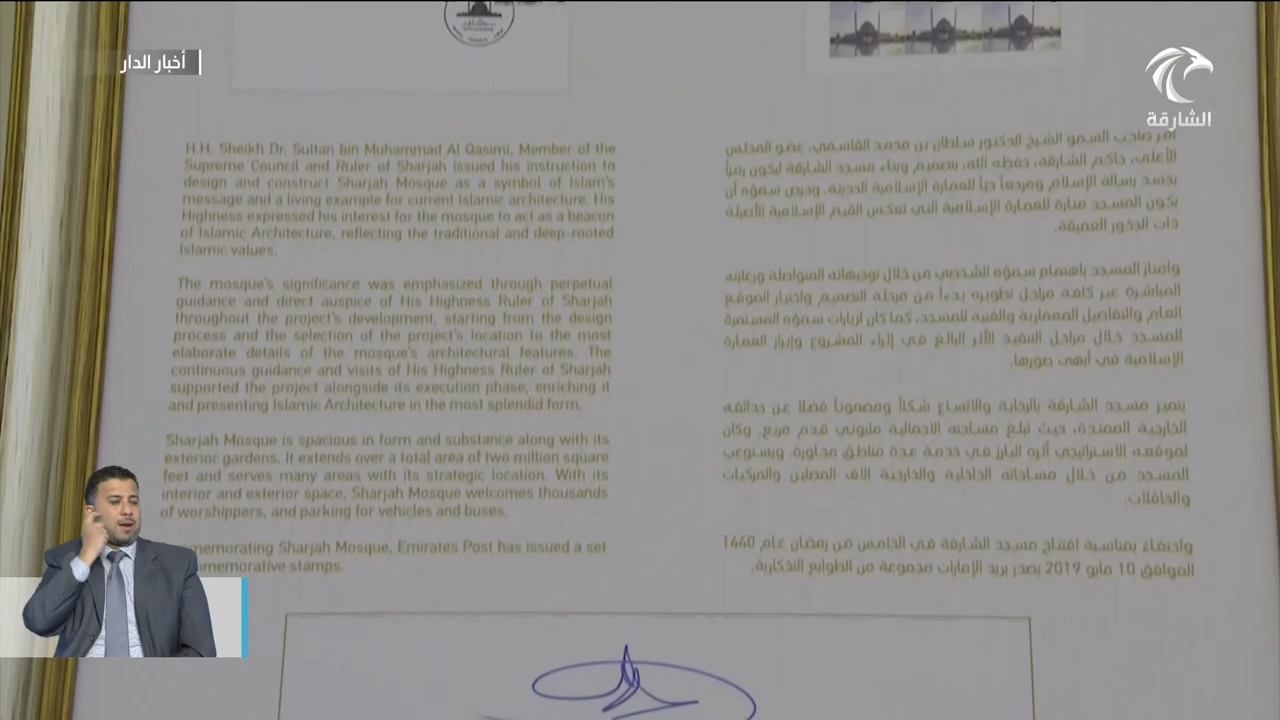 أخبار الدار
الشارقة
H.H. Sheikh Dr. Sultan bin Muhammad Al Qasimi, Member of the
Supreme Council and Ruler of Sharjah issued his instruction to
design and construct Sharjah Mosque as a symbol of Islam's
message and a living example for current Islamic architecture. His
Highness expressed his interest for the mosque to act as a beacon
of Islamic Architecture, reflecting the traditional and deep-rooted
Islamic values.
The mosque's significance was emphasized through perpetual
guidance and direct auspice of His Highness Ruler of Sharjah
throughout the project's development, starting from the design
process and the selection of the project's location to the most
elaborate details of the mosque's architectural features. The
continuous guidance and visits of His Highness Ruler of Sharjah
supported the project alongside its execution phase, enriching it
and presenting Islamic Architecture in the most splendid form.
Sharjah Mosque is spacious in form and substance along with its
exterior gardens. It extends over a total area of two million square
feet and serves many areas with its strategic location. With its
interior and exterior space, Sharjah Mosque welcomes thousands
of worshippers, and parking for vehicles and buses.
memorating Sharjah Mosque, Emirates Post has issued a set
mmemorative stamps.
أمر صاحب السمو الشيخ الدكتور سلطان بن محمد القاسمي، عضو المجلس
الأعلى، حاكم الشارقة، حفظه الله، بتصميم وبناء مسجد الشارقة ليكون رمزاً
يجسد رسالة الإسلام ومرجعاً حياً للعمارة الإسلامية الحديثة. وحرص سموّه أن
يكون المسجد منارة للعمارة الإسلامية التي تعكس القيم الإسلامية الأصيلة
ذات الجذور العميقة.
وامتاز المسجد باهتمام سموّه الشخصي من خلال توجيهاته المتواصلة ورعايته
المباشرة عبر كافة مراحل تطويره بدءاً من مرحلة التصميم واختيار الموقع
العام والتفاصيل المعمارية والفنية للمسجد، كما كان لزيارات سموّه المستمرة
للمسجد خلال مراحل التنفيذ الأثر البالغ في إثراء المشروع وإبراز العمارة
الإسلامية في أبهى صورها.
يتميز مسجد الشارقة بالرحابة والاتساع شكلاً ومضموناً فضلا عن حدائقه
الخارجية الممتدة، حيث تبلغ مساحته الاجمالية مليوني قدم مربع. وكان
لموقعه الاستراتيجي أثره البارز في خدمة عدة مناطق مجاورة. ويستوعب
المسجد من خلال مساحاته الداخلية والخارجية آلاف المصلين والمركبات
والحافلات.
واحتفاءً بمناسبة افتتاح مسجد الشارقة في الخامس من رمضان عام 1440
الموافق 10 مايو 2019 يصدر بريد الإمارات مجموعة من الطوابع التذكارية.